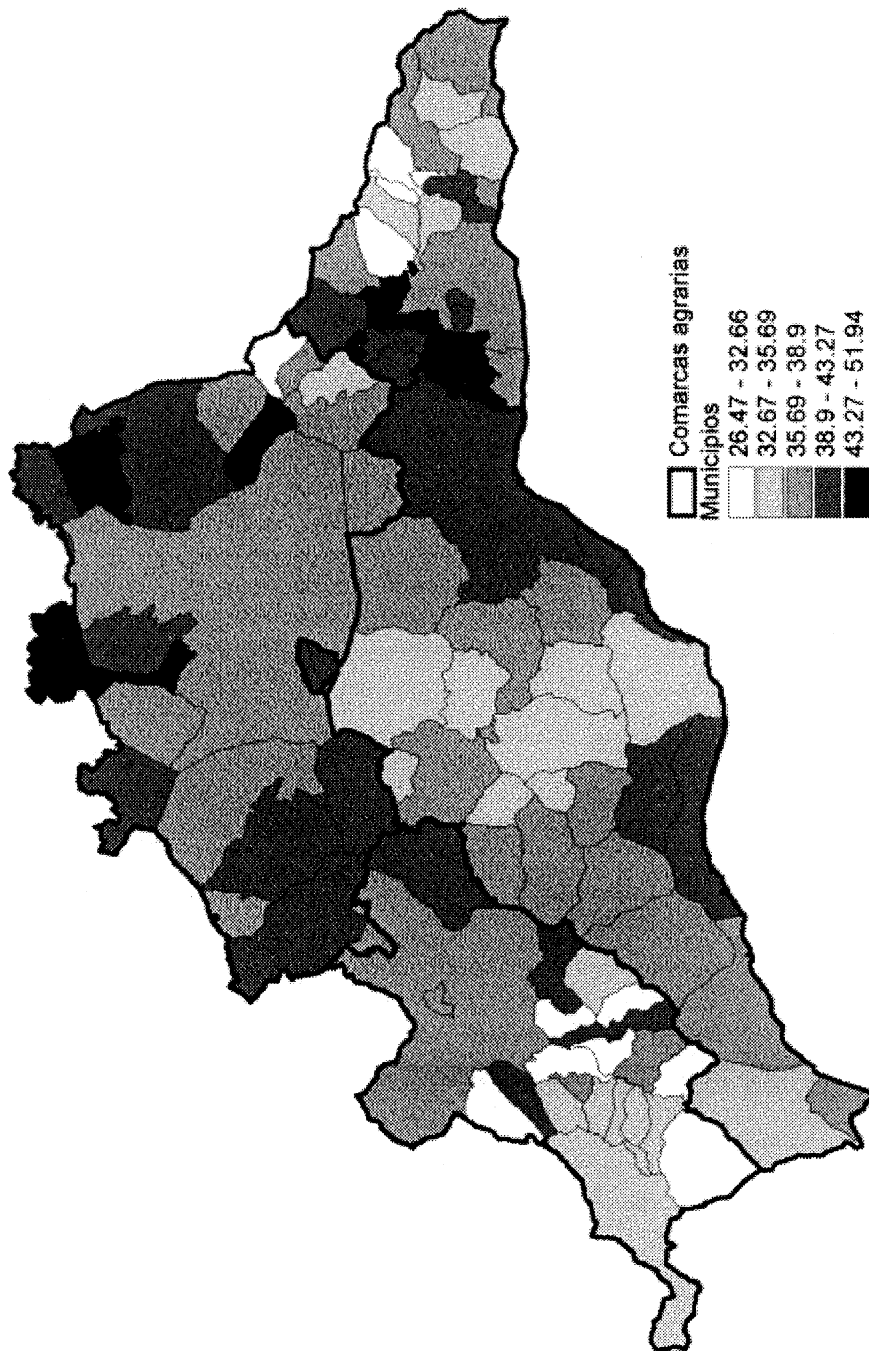 Comarcas agrarias
Municipios
26.47 - 32.66
32.67 - 35.69
35.69 - 38.9
38.9 - 43.27
43.27 - 51.94